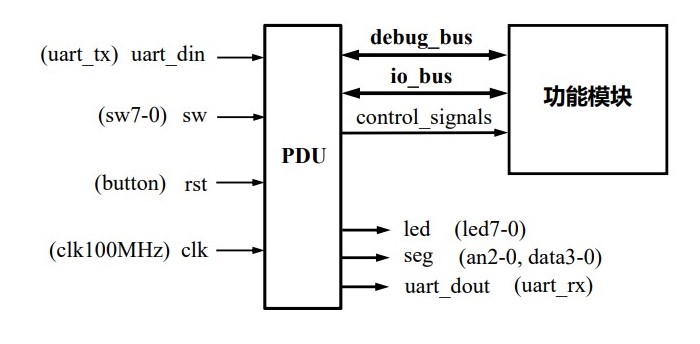 debug_bus
(uart_tx) uart_din
io_bus
功能模块
(sw7-0) sw
control_signals
PDU
(button) rst
led (led7-0)
(clk100MHz) clk
seg (an2-0, data3-0)
uart_dout (uart_rx)